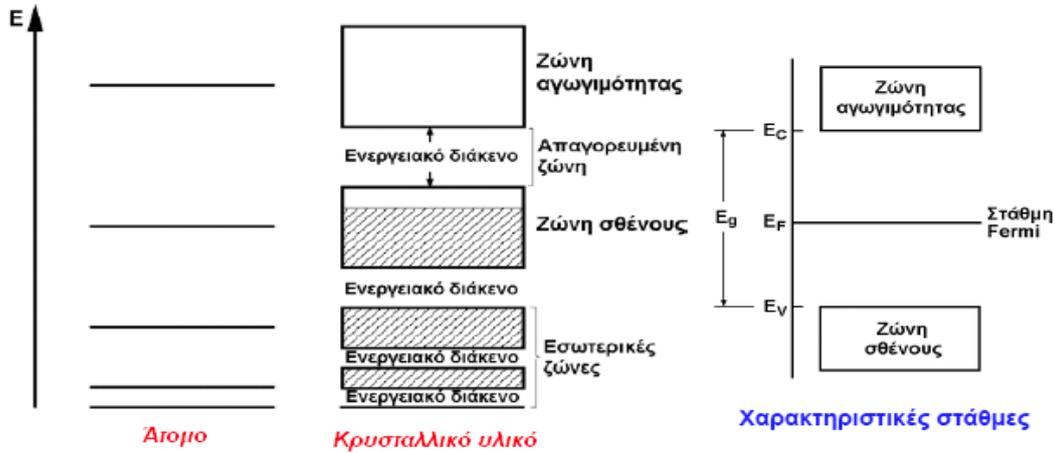 E
Ζώνη
αγωγιμότητας
Ενεργειακό διάκενο
Απαγορευμένη
ζώνη
Ζώνη σθένους
Ενεργειακό διάκενο
Ενεργειακό διάκενο
Εσωτερικές
ζώνες
Ενεργειακό διάκενο
Άτομο
Κρυσταλλικό υλικό
Ζώνη
αγωγιμότητας
E_C
E_g
E_F
Στάθμη
Fermi
E_V
Ζώνη
σθένους
Χαρακτηριστικές στάθμες